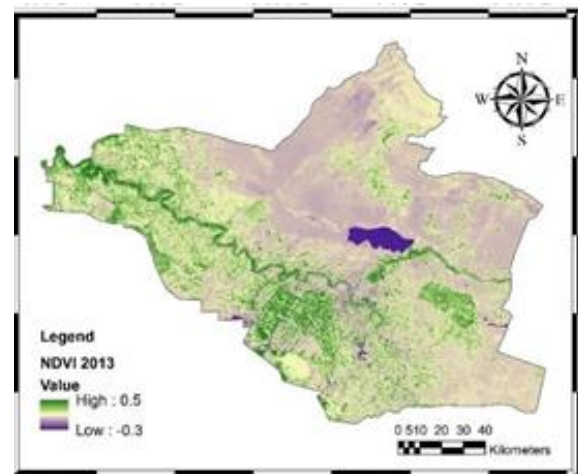 N
W E
S
Legend
NDVI 2013
Value
High : 0.5
Low : -0.3
0 5 10 20 30 40
Kilometers